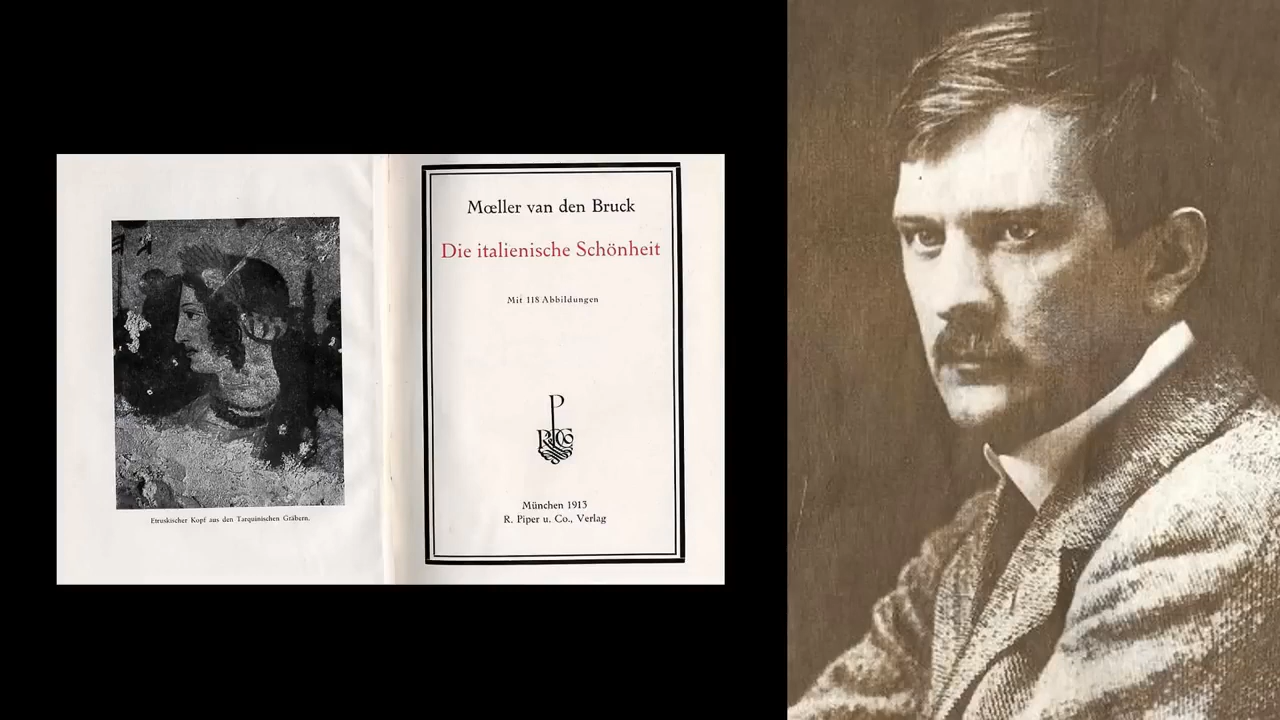 Etruskischer Kopf aus den Tarquinischen Gräbern.
Mœller van den Bruck
Die italienische Schönheit
Mit 118 Abbildungen
P
R & Co
München 1913
R. Piper u. Co., Verlag